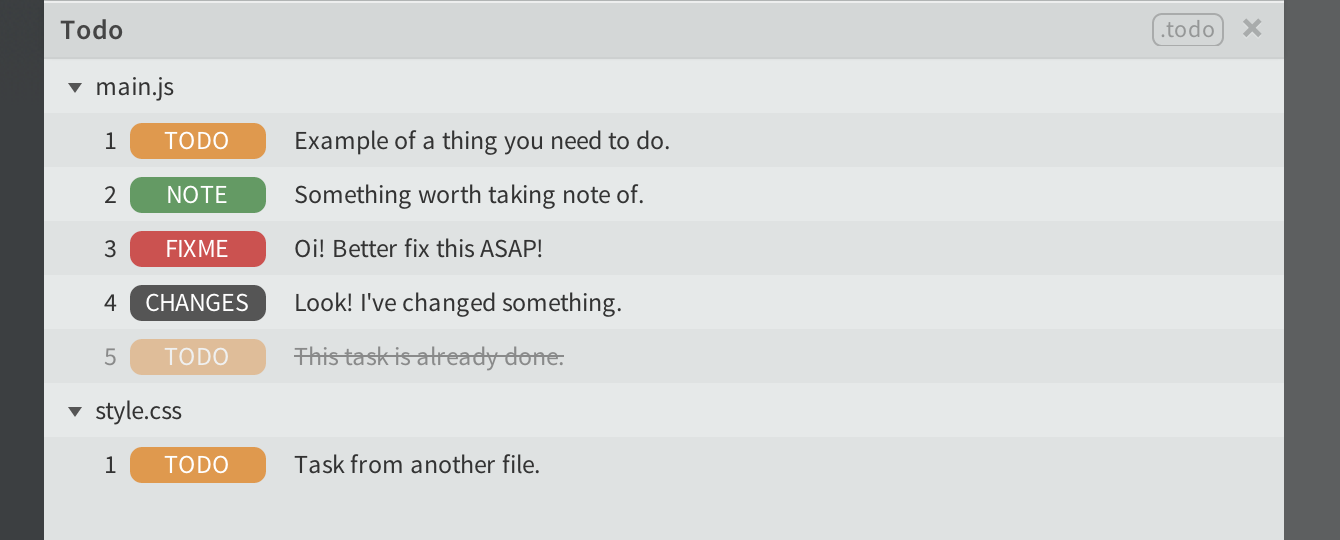 Todo .todo ×
main.js
1 TODO Example of a thing you need to do.
2 NOTE Something worth taking note of.
3 FIXME Oi! Better fix this ASAP!
4 CHANGES Look! I've changed something.
5 TODO This task is already done.
style.css
1 TODO Task from another file.